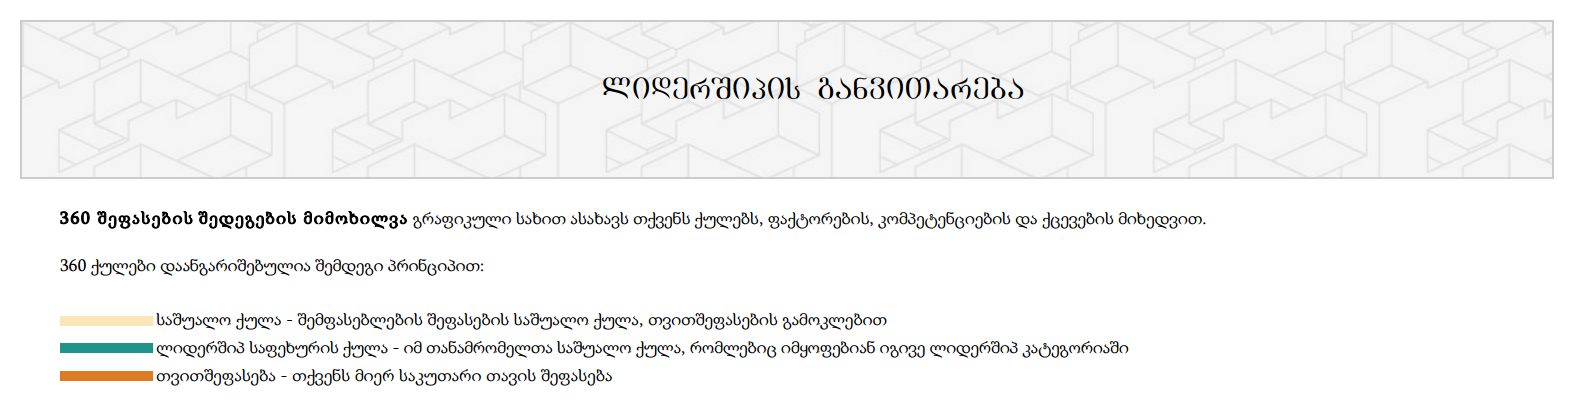 ლიდერშიპის განვითარება
360 შეფასების შედეგების მიმოხილვა გრაფიკული სახით ასახავს თქვენს ქულებს, ფაქტორების, კომპეტენციების და ქცევების მიხედვით.
360 ქულები დაანგარიშებულია შემდეგი პრინციპით:
საშუალო ქულა - შემფასებლების შეფასების საშუალო ქულა, თვითშეფასების გამოკლებით
ლიდერშიპ საფეხურის ქულა - იმ თანამრომელთა საშუალო ქულა, რომლებიც იმყოფებიან იგივე ლიდერშიპ კატეგორიაში
თვითშეფასება - თქვენს მიერ საკუთარი თავის შეფასება